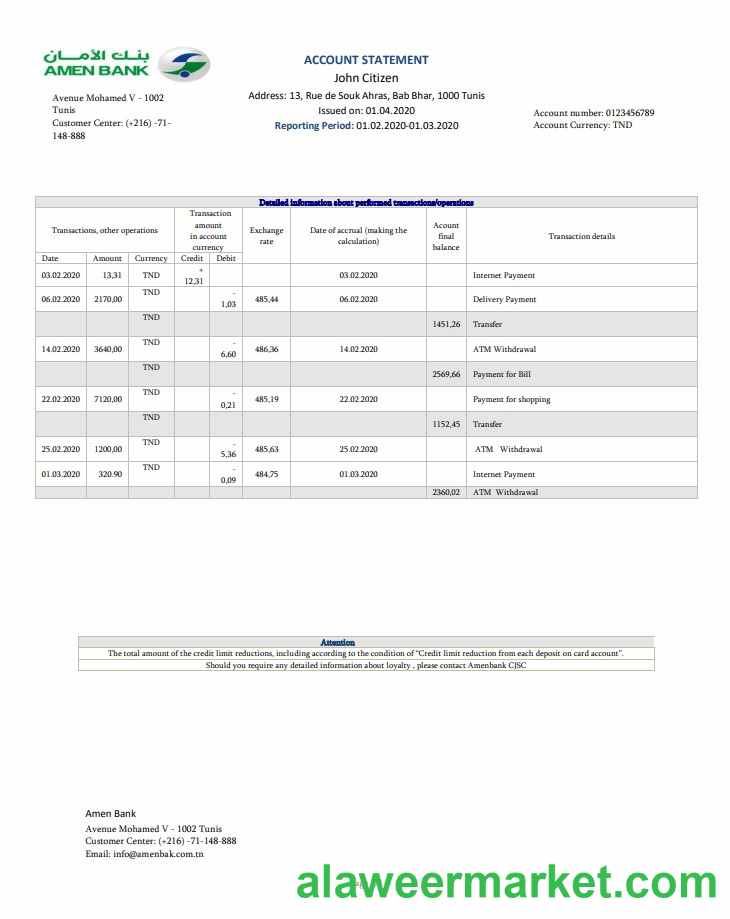 بنك الأمان
AMEN BANK
Avenue Mohamed V - 1002
Tunis
Customer Center: (+216) -71-
148-888
ACCOUNT STATEMENT
John Citizen
Address: 13, Rue de Souk Ahras, Bab Bhar, 1000 Tunis
Issued on: 01.04.2020
Reporting Period: 01.02.2020-01.03.2020
Account number: 0123456789
Account Currency: TND
Detailed information about performed transections/operations
Transactions, other operations
Transaction
amount
in account
currency
Exchange
rate
Date of accrual (making the
calculation)
Acount
final
balance
Transaction details
Date Amount Currency Credit Debit
03.02.2020 13,31 TND + 12,31 03.02.2020 Internet Payment
06.02.2020 2170,00 TND - 1,03 485,44 06.02.2020 Delivery Payment
TND 1451,26 Transfer
14.02.2020 3640,00 TND - 6,60 486,36 14.02.2020 ATM Withdrawal
TND 2569,66 Payment for Bill
22.02.2020 7120,00 TND - 0,21 485,19 22.02.2020 Payment for shopping
TND 1152,45 Transfer
25.02.2020 1200,00 TND - 5,36 485,63 25.02.2020 ATM Withdrawal
01.03.2020 320.90 TND - 0,09 484,75 01.03.2020 Internet Payment
2360,02 ATM Withdrawal
Attention
The total amount of the credit limit reductions, including according to the condition of “Credit limit reduction from each deposit on card account”.
Should you require any detailed information about loyalty , please contact Amenbank CJSC
Amen Bank
Avenue Mohamed V - 1002 Tunis
Customer Center: (+216) -71-148-888
Email: info@amenbak.com.tn
alaweermarket.com